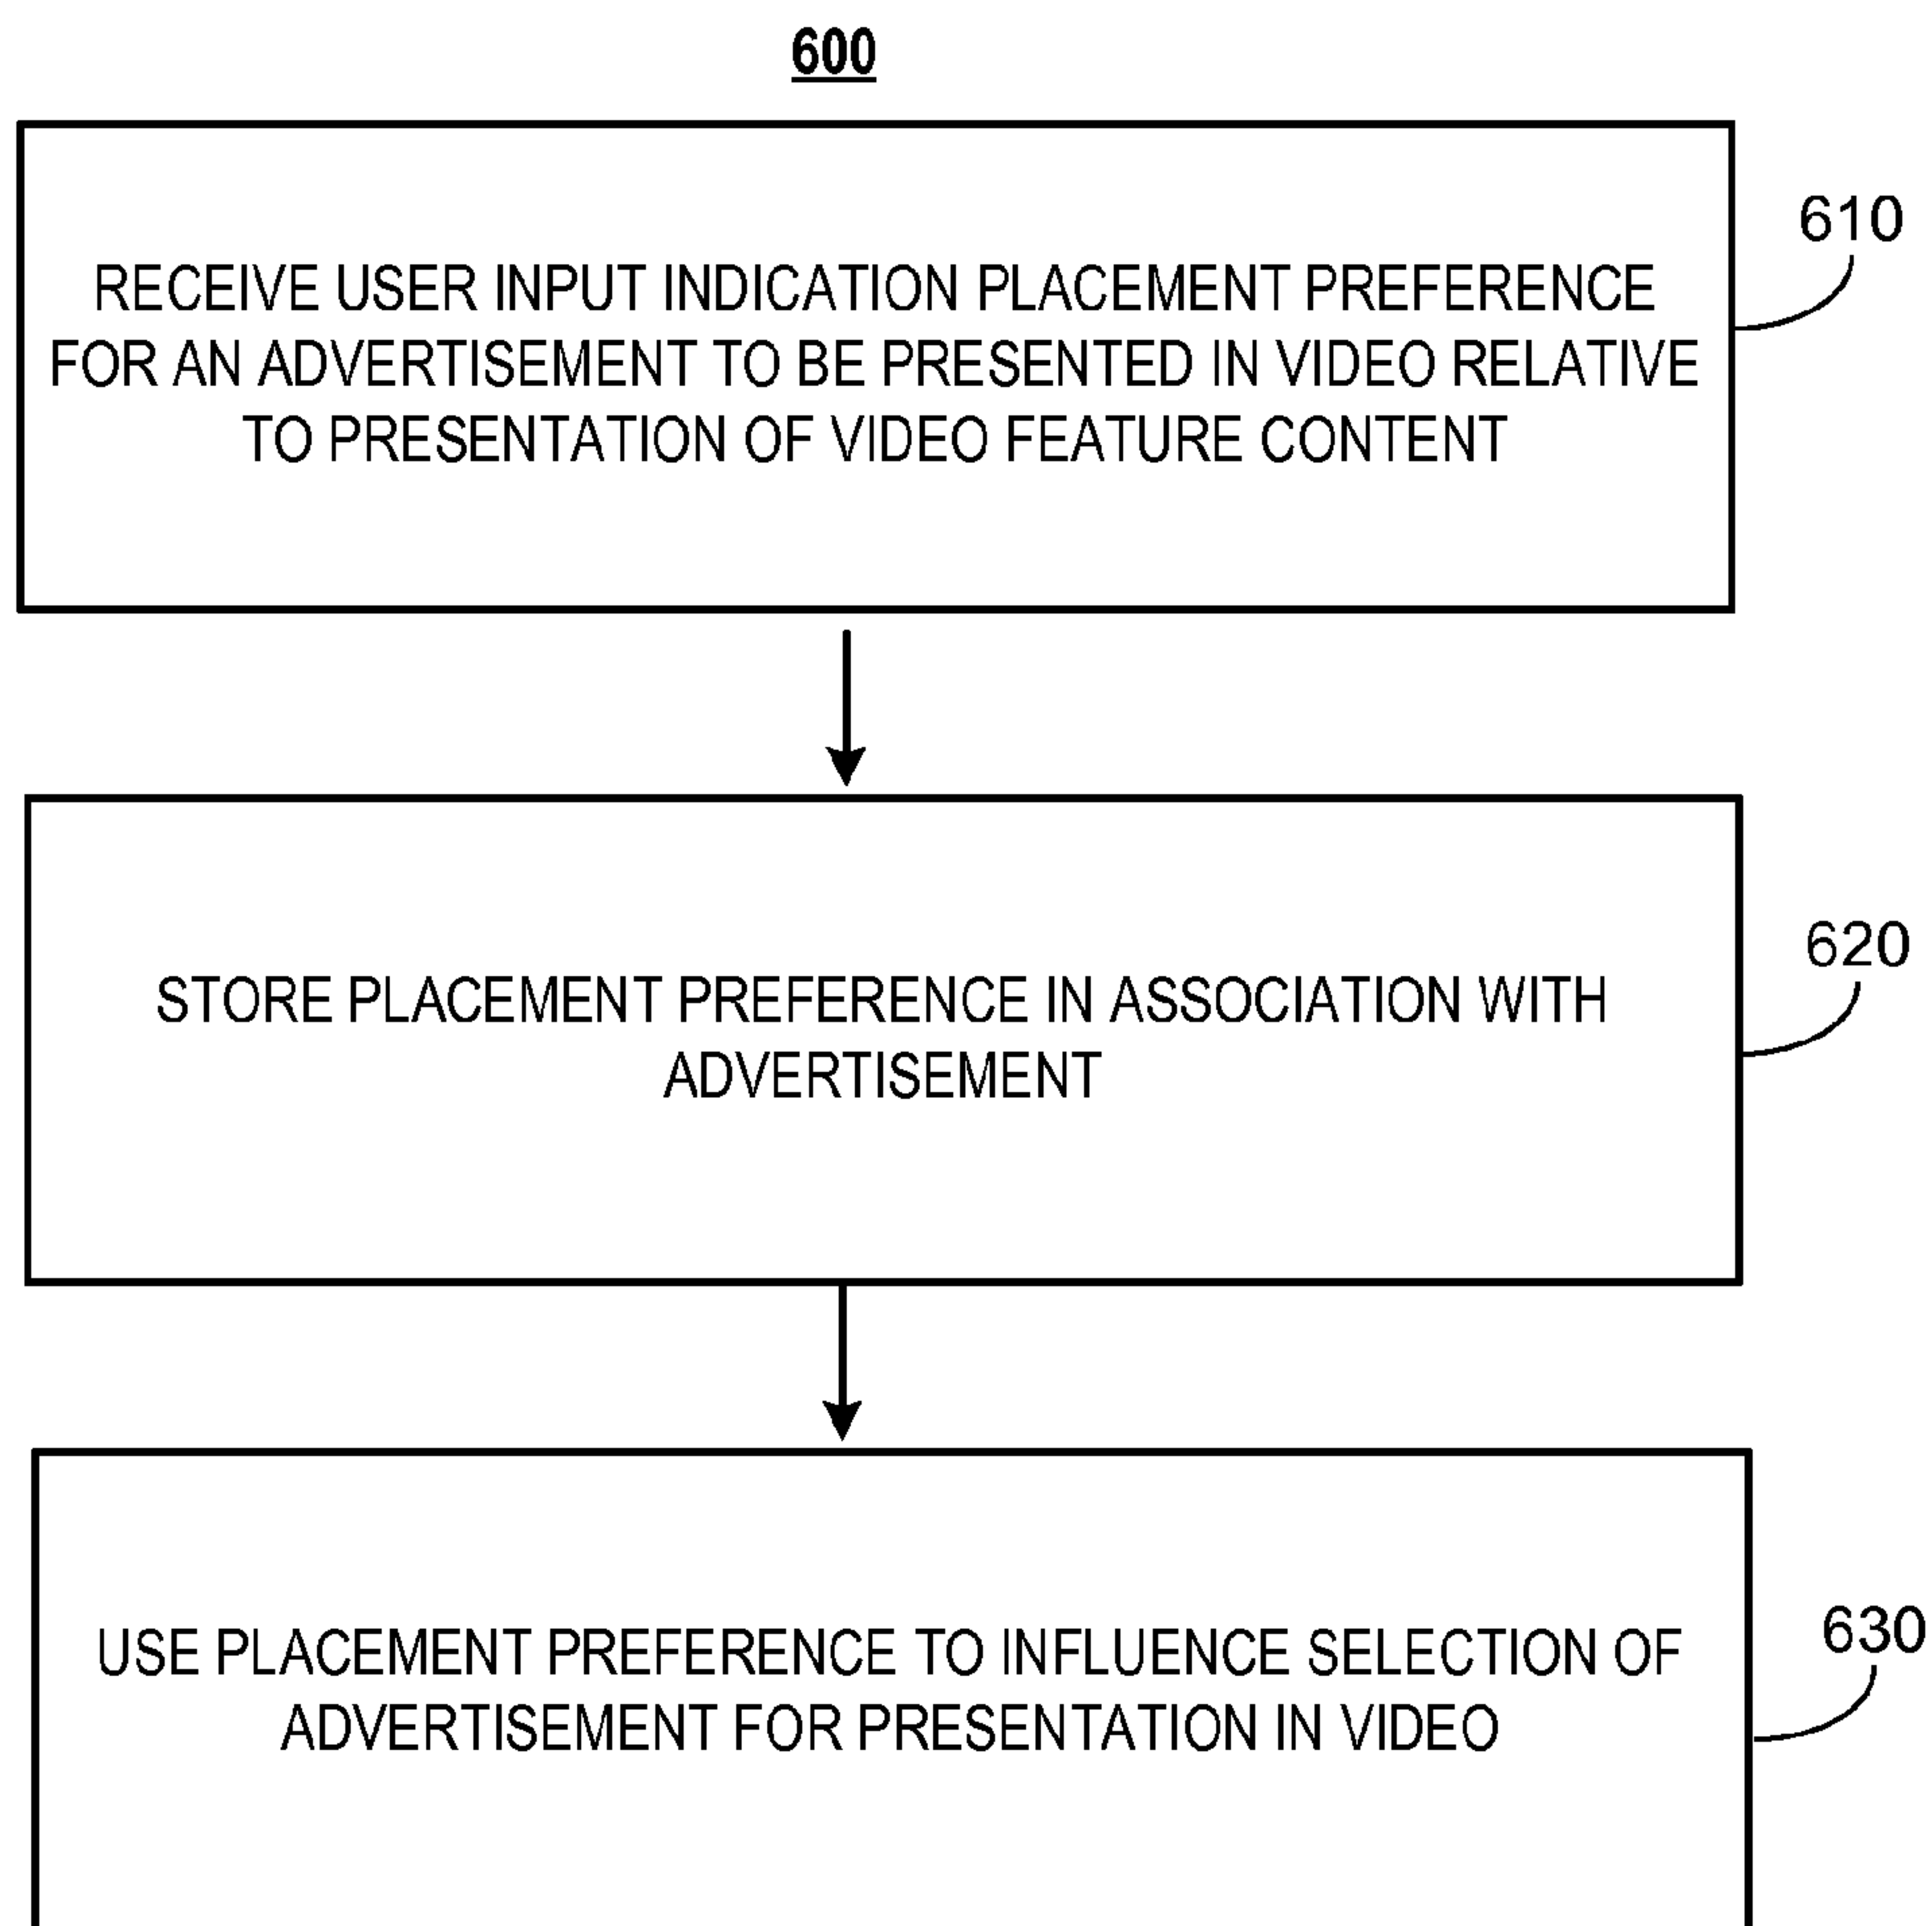 600
RECEIVE USER INPUT INDICATION PLACEMENT PREFERENCE
FOR AN ADVERTISEMENT TO BE PRESENTED IN VIDEO RELATIVE
TO PRESENTATION OF VIDEO FEATURE CONTENT
610
STORE PLACEMENT PREFERENCE IN ASSOCIATION WITH
ADVERTISEMENT
620
USE PLACEMENT PREFERENCE TO INFLUENCE SELECTION OF
ADVERTISEMENT FOR PRESENTATION IN VIDEO
630